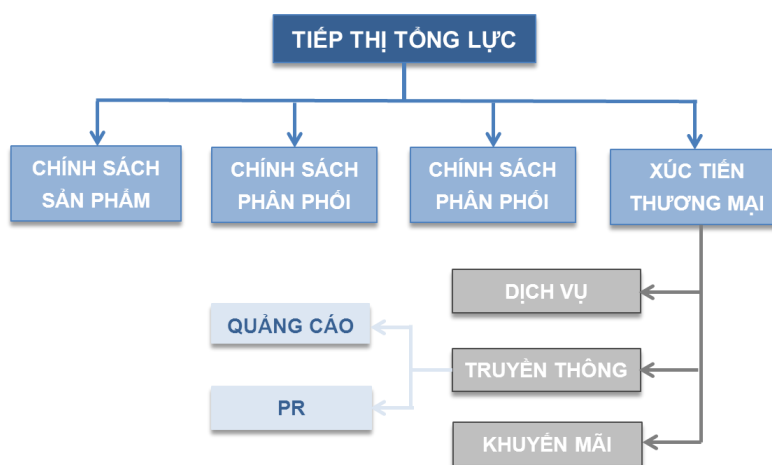 TIẾP THỊ TỔNG LỰC
CHÍNH SÁCH
SẢN PHẨM
CHÍNH SÁCH
PHÂN PHỐI
CHÍNH SÁCH
PHÂN PHỐI
XÚC TIẾN
THƯƠNG MẠI
DỊCH VỤ
QUẢNG CÁO
TRUYỀN THÔNG
PR
KHUYẾN MÃI